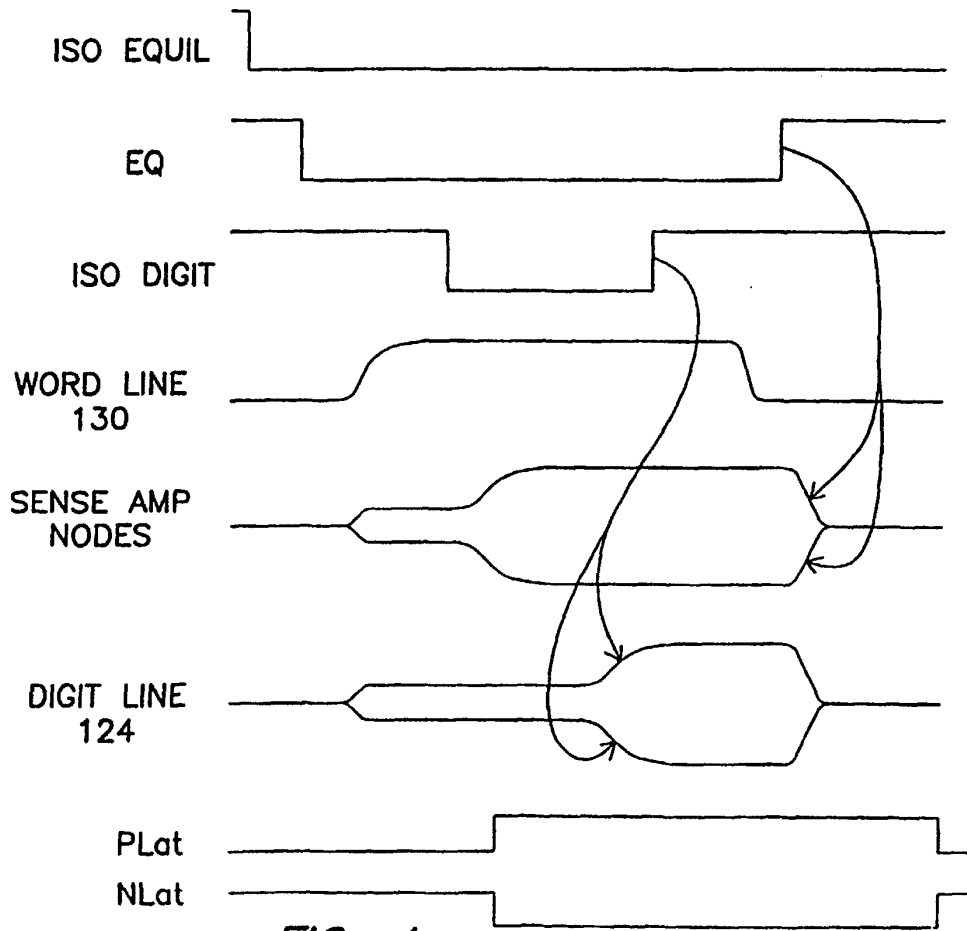 ISO EQUIL
EQ
ISO DIGIT
WORD LINE
130
SENSE AMP
NODES
DIGIT LINE
124
PLat
NLat